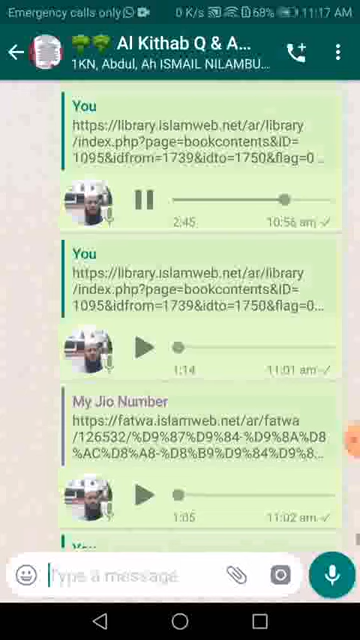 Emergency calls only 0 K/s 68% 11:17 AM
Al Kithab Q & A...
1KN, Abdul, Ah ISMAIL NILAMBU...
You
https://library.islamweb.net/ar/library
/index.php?page=bookcontents&ID=
1095&idfrom=1739&idto=1750&flag=0...
2:45 10:56 am
You
https://library.islamweb.net/ar/library
/index.php?page=bookcontents&ID=
1095&idfrom=1739&idto=1750&flag=0...
1:14 11:01 am
My Jio Number
https://fatwa.islamweb.net/ar/fatwa
/126532/%D9%87%D9%84-%D9%8A%D8
%AC%D8%A8-%D8%B9%D9%84%D9%8...
1:05 11:02 am
You
Type a message